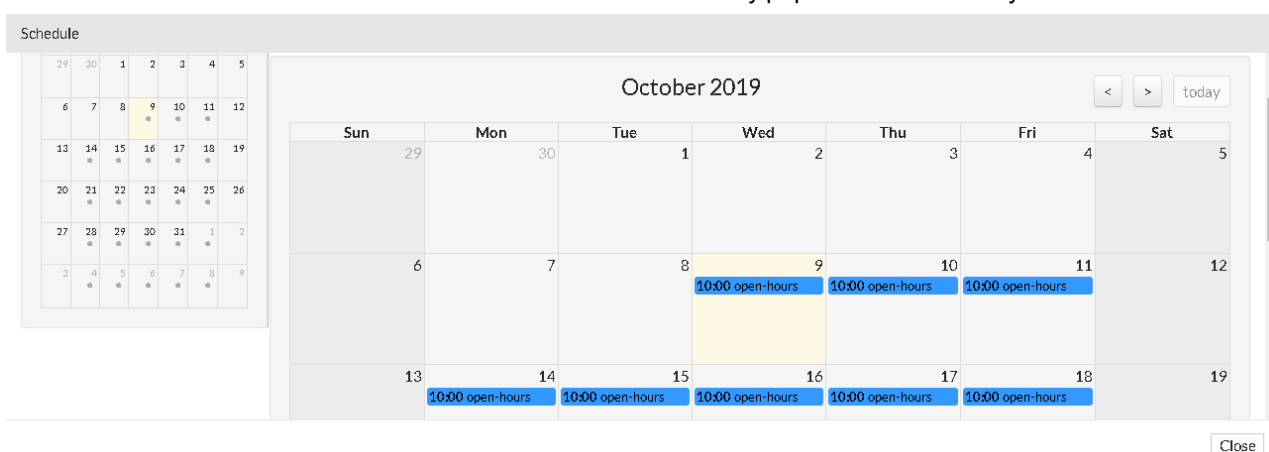 Schedule
29 30 1 2 3 4 5
6 7 8 9 10 11 12
13 14 15 16 17 18 19
20 21 22 23 24 25 26
27 28 29 30 31 1 2
3 4 5 6 7 8 9
October 2019
< > today
Sun Mon Tue Wed Thu Fri Sat
29 30 1 2 3 4 5
6 7 8 9 10 11 12
10:00 open-hours 10:00 open-hours 10:00 open-hours
13 14 15 16 17 18 19
10:00 open-hours 10:00 open-hours 10:00 open-hours 10:00 open-hours 10:00 open-hours
Close